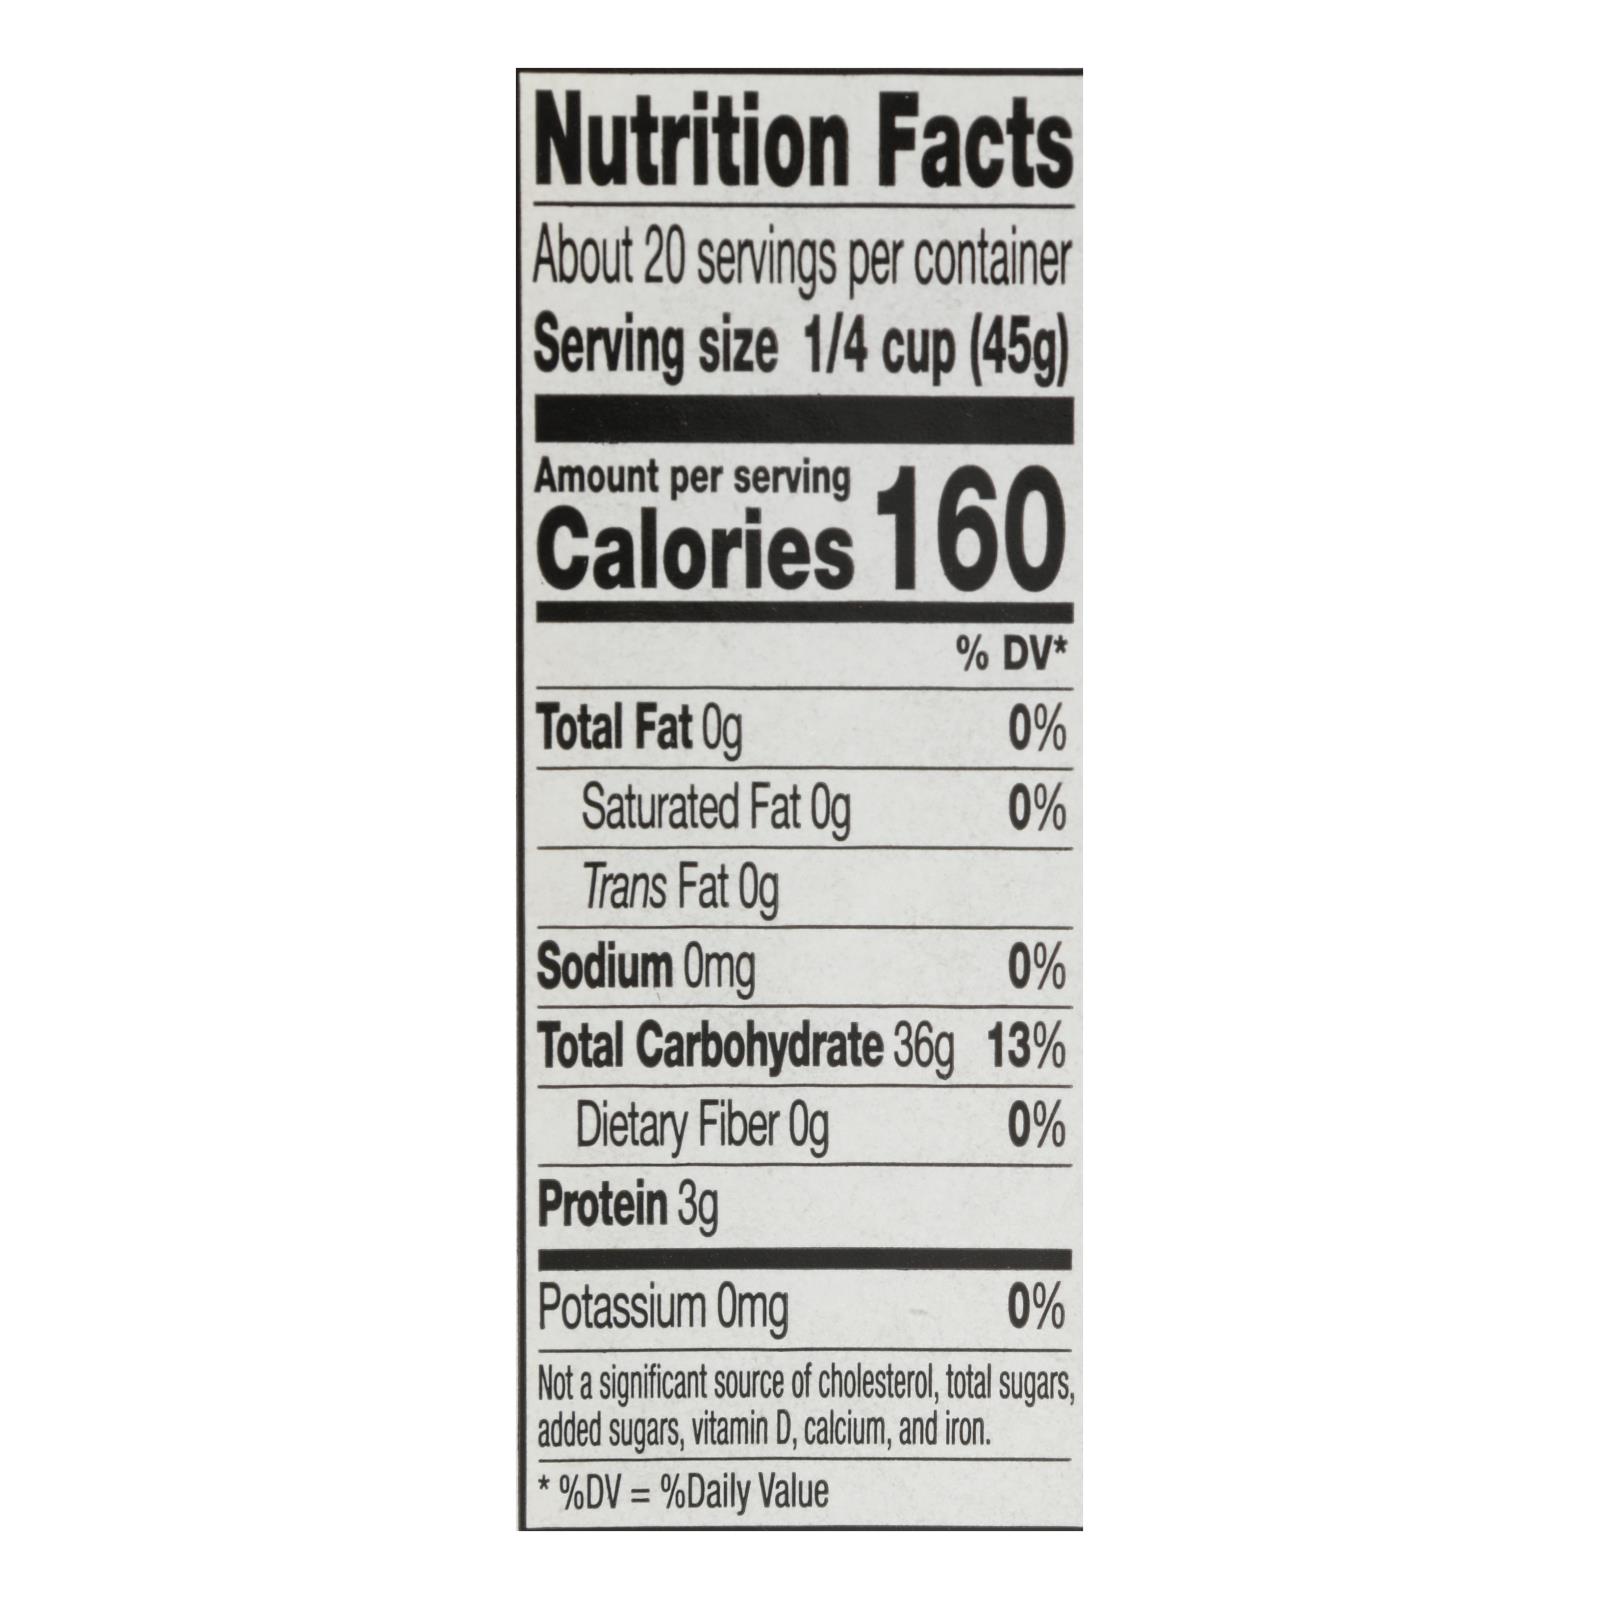 Nutrition Facts
About 20 servings per container
Serving size 1/4 cup (45g)
Amount per serving
Calories 160
% DV*
Total Fat 0g 0%
Saturated Fat 0g 0%
Trans Fat 0g
Sodium 0mg 0%
Total Carbohydrate 36g 13%
Dietary Fiber 0g 0%
Protein 3g
Potassium 0mg 0%
Not a significant source of cholesterol, total sugars,
added sugars, vitamin D, calcium, and iron.
* %DV = %Daily Value